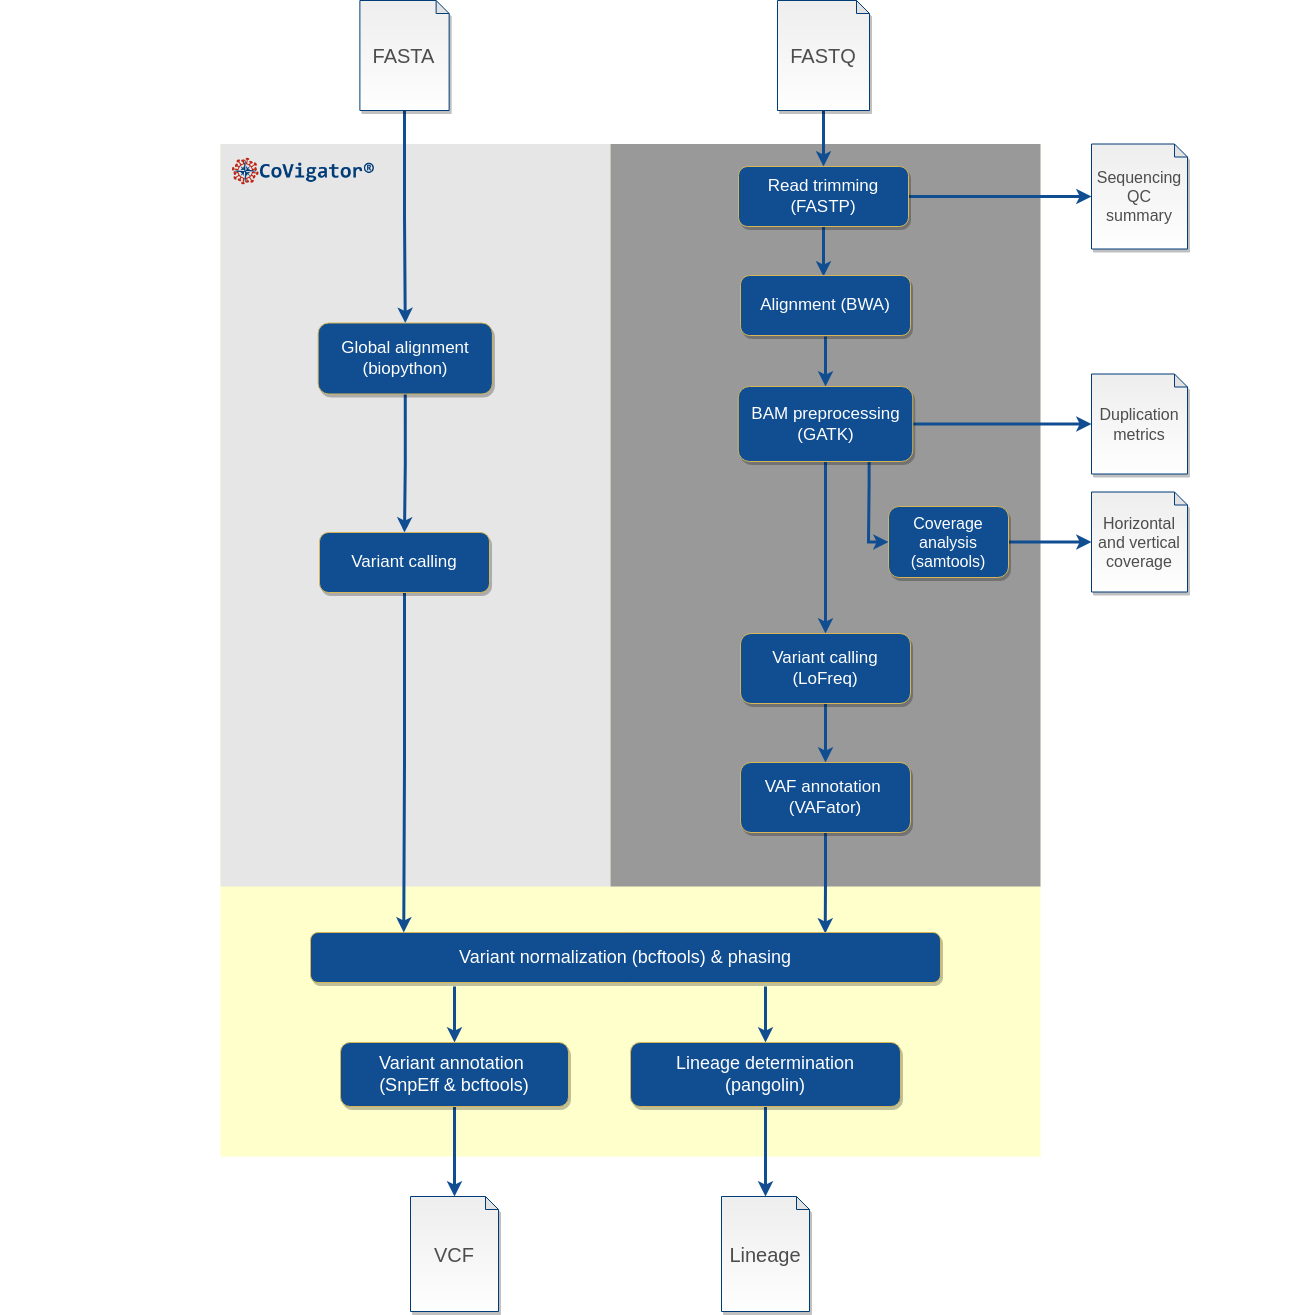 FASTA
FASTQ
CoVigator®
Read trimming
(FASTP)
Sequencing
QC
summary
Alignment (BWA)
Global alignment
(biopython)
BAM preprocessing
(GATK)
Duplication
metrics
Variant calling
Coverage
analysis
(samtools)
Horizontal
and vertical
coverage
Variant calling
(LoFreq)
VAF annotation
(VAFator)
Variant normalization (bcftools) & phasing
Variant annotation
(SnpEff & bcftools)
Lineage determination
(pangolin)
VCF
Lineage